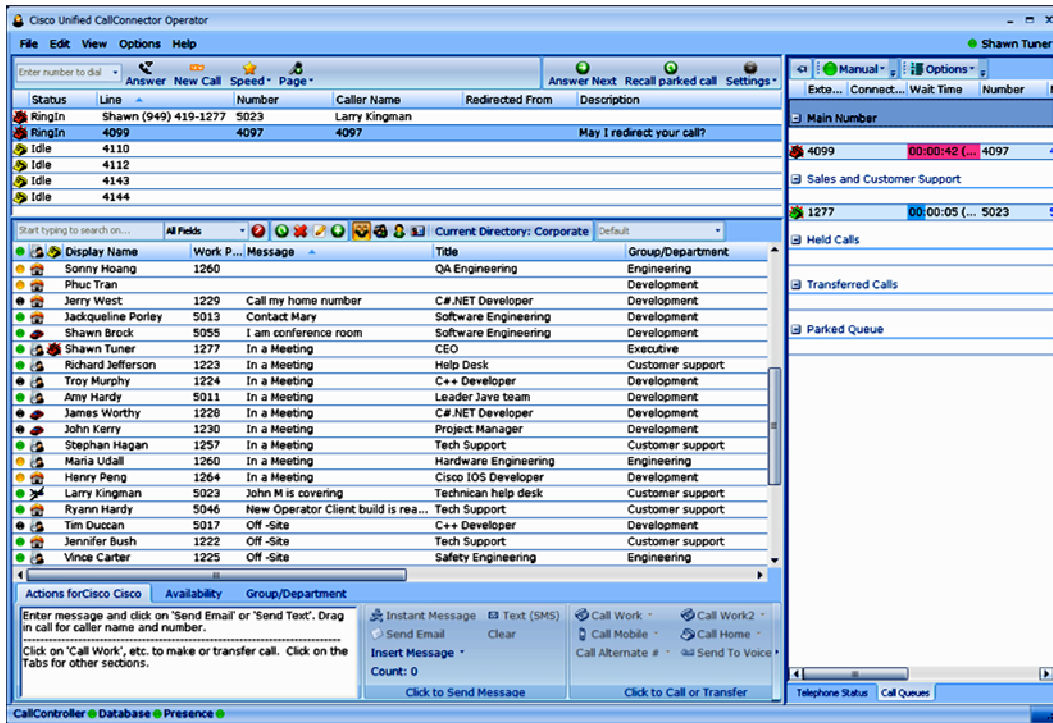 Cisco Unified CallConnector Operator
File Edit View Options Help
Shawn Tuner
Enter number to dial
Answer New Call Speed Page
Answer Next Recall parked call Settings
Status Line Number Caller Name Redirected From Description
RingIn Shawn (949) 419-1277 5023 Larry Kingman
RingIn 4099 4097 4097 May I redirect your call?
Idle 4110
Idle 4112
Idle 4143
Idle 4144
Start typing to search on... All Fields Current Directory: Corporate Default
Display Name Work P... Message Title Group/Department
Sonny Hoang 1260 QA Engineering Engineering
Phuc Tran Development
Jerry West 1229 Call my home number C#.NET Developer Development
Jackqueline Porley 5013 Contact Mary Software Engineering Development
Shawn Brock 5055 I am conference room Software Engineering Development
Shawn Tuner 1277 In a Meeting CEO Executive
Richard Jefferson 1223 In a Meeting Help Desk Customer support
Troy Murphy 1224 In a Meeting C++ Developer Development
Amy Hardy 5011 In a Meeting Leader Jave team Development
James Worthy 1228 In a Meeting C#.NET Developer Development
John Kerry 1230 In a Meeting Project Manager Development
Stephan Hagan 1257 In a Meeting Tech Support Customer support
Maria Udall 1260 In a Meeting Hardware Engineering Engineering
Henry Peng 1264 In a Meeting Cisco IOS Developer Development
Larry Kingman 5023 John M is covering Technican help desk Customer support
Ryann Hardy 5046 New Operator Client build is rea... Tech Support Customer support
Tim Duccan 5017 Off -Site C++ Developer Development
Jennifer Bush 1222 Off -Site Tech Support Customer support
Vince Carter 1225 Off -Site Safety Engineering Engineering
Actions forCisco Cisco Availability Group/Department
Enter message and click on 'Send Email' or 'Send Text'. Drag
in call for caller name and number.
Click on 'Call Work', etc. to make or transfer call. Click on the
Tabs for other sections.
Instant Message Text (SMS)
Send Email Clear
Insert Message
Count: 0
Click to Send Message
Call Work Call Work2
Call Mobile Call Home
Call Alternate # Send To Voice
Click to Call or Transfer
Manual Options
Exte... Connect... Wait Time Number
Main Number
4099 00:00:42 (... 4097
Sales and Customer Support
1277 00:00:05 (... 5023
Held Calls
Transferred Calls
Parked Queue
Telephone Status Call Queues
CallController Database Presence